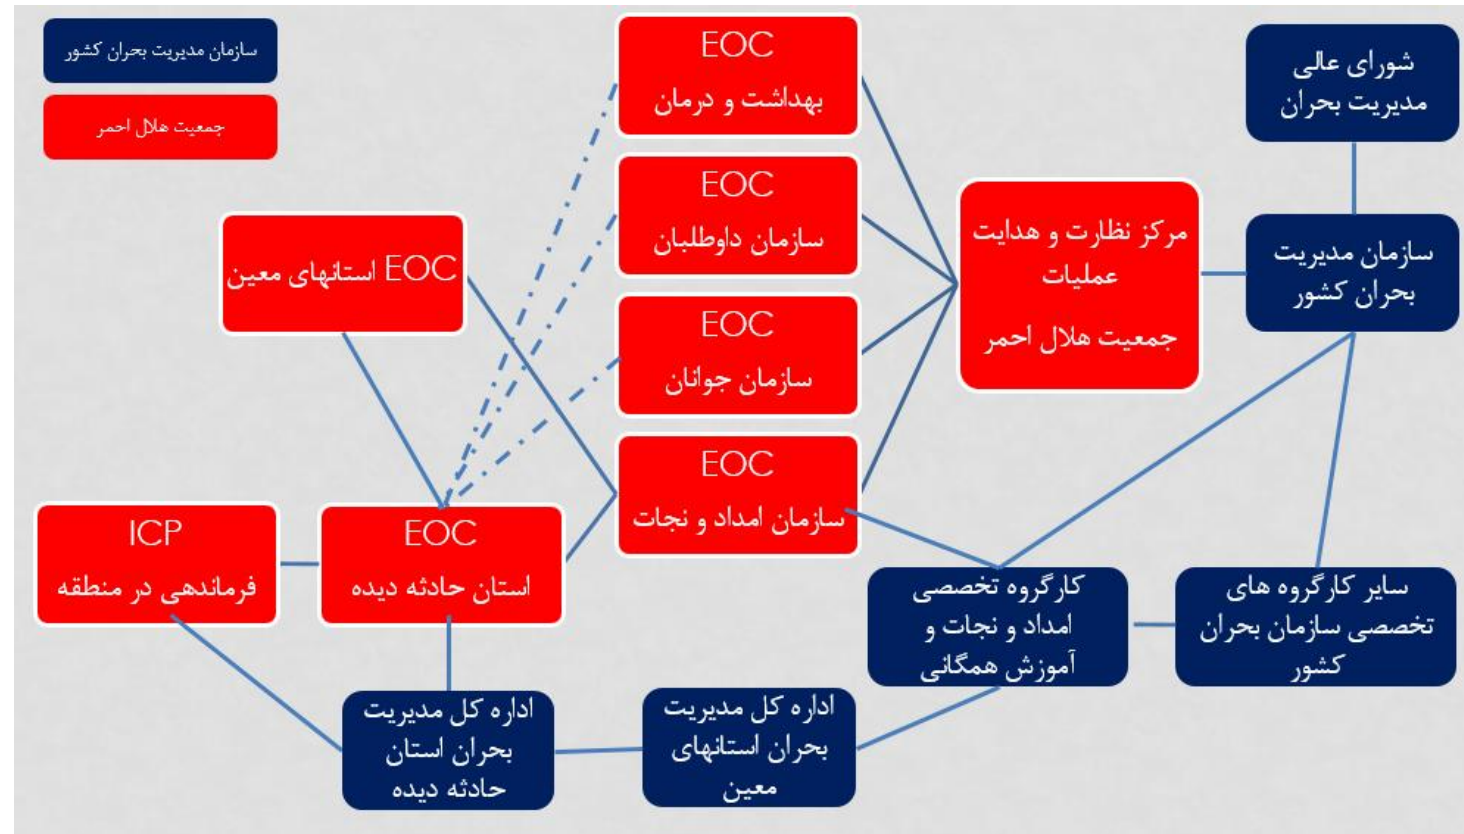 سازمان مدیریت بحران کشور
جمعیت هلال احمر
EOC
بهداشت و درمان
EOC
سازمان داوطلبان
EOC
سازمان جوانان
EOC
سازمان امداد و نجات
شورای عالی
مدیریت بحران
مرکز نظارت و هدایت
عملیات
جمعیت هلال احمر
سازمان مدیریت
بحران کشور
EOC استانهای معین
ICP
فرماندهی در منطقه
EOC
استان حادثه دیده
کارگروه تخصصی
امداد و نجات و
آموزش همگانی
سایر کارگروه های
تخصصی سازمان بحران
کشور
اداره کل مدیریت
بحران استان
حادثه دیده
اداره کل مدیریت
بحران استانهای
معین